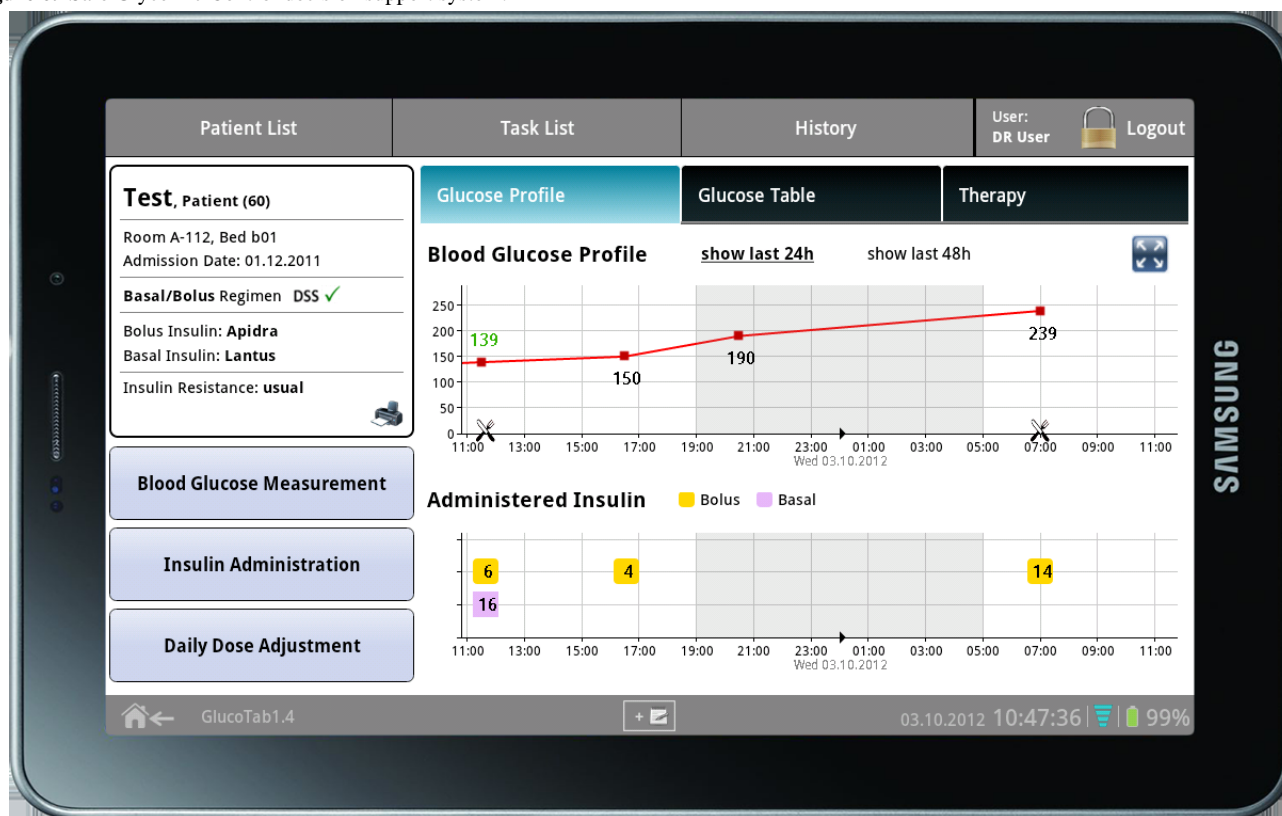 Patient List
Task List
History
User:
DR User
Logout
Test, Patient (60)
Room A-112, Bed b01
Admission Date: 01.12.2011
Basal/Bolus Regimen DSS ✓
Bolus Insulin: Apidra
Basal Insulin: Lantus
Insulin Resistance: usual
Blood Glucose Measurement
Insulin Administration
Daily Dose Adjustment
Glucose Profile
Glucose Table
Therapy
Blood Glucose Profile show last 24h show last 48h
250
200
150
100
50
0
139
150
190
239
11:00 13:00 15:00 17:00 19:00 21:00 23:00 01:00 03:00 05:00 07:00 09:00 11:00
Wed 03.10.2012
Administered Insulin Bolus Basal
6 4 14
16
11:00 13:00 15:00 17:00 19:00 21:00 23:00 01:00 03:00 05:00 07:00 09:00 11:00
Wed 03.10.2012
GlucoTab1.4
+
03.10.2012 10:47:36 99%
SAMSUNG